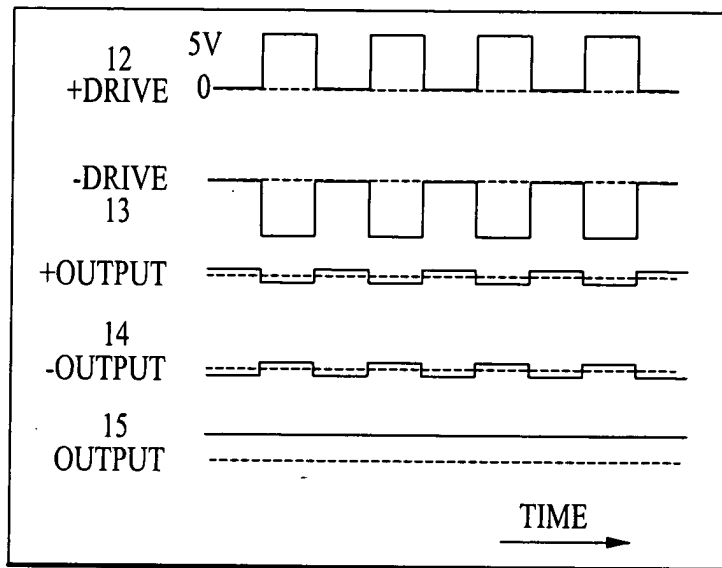 5V
12
+DRIVE 0
-DRIVE
13
+OUTPUT
14
-OUTPUT
15
OUTPUT
TIME